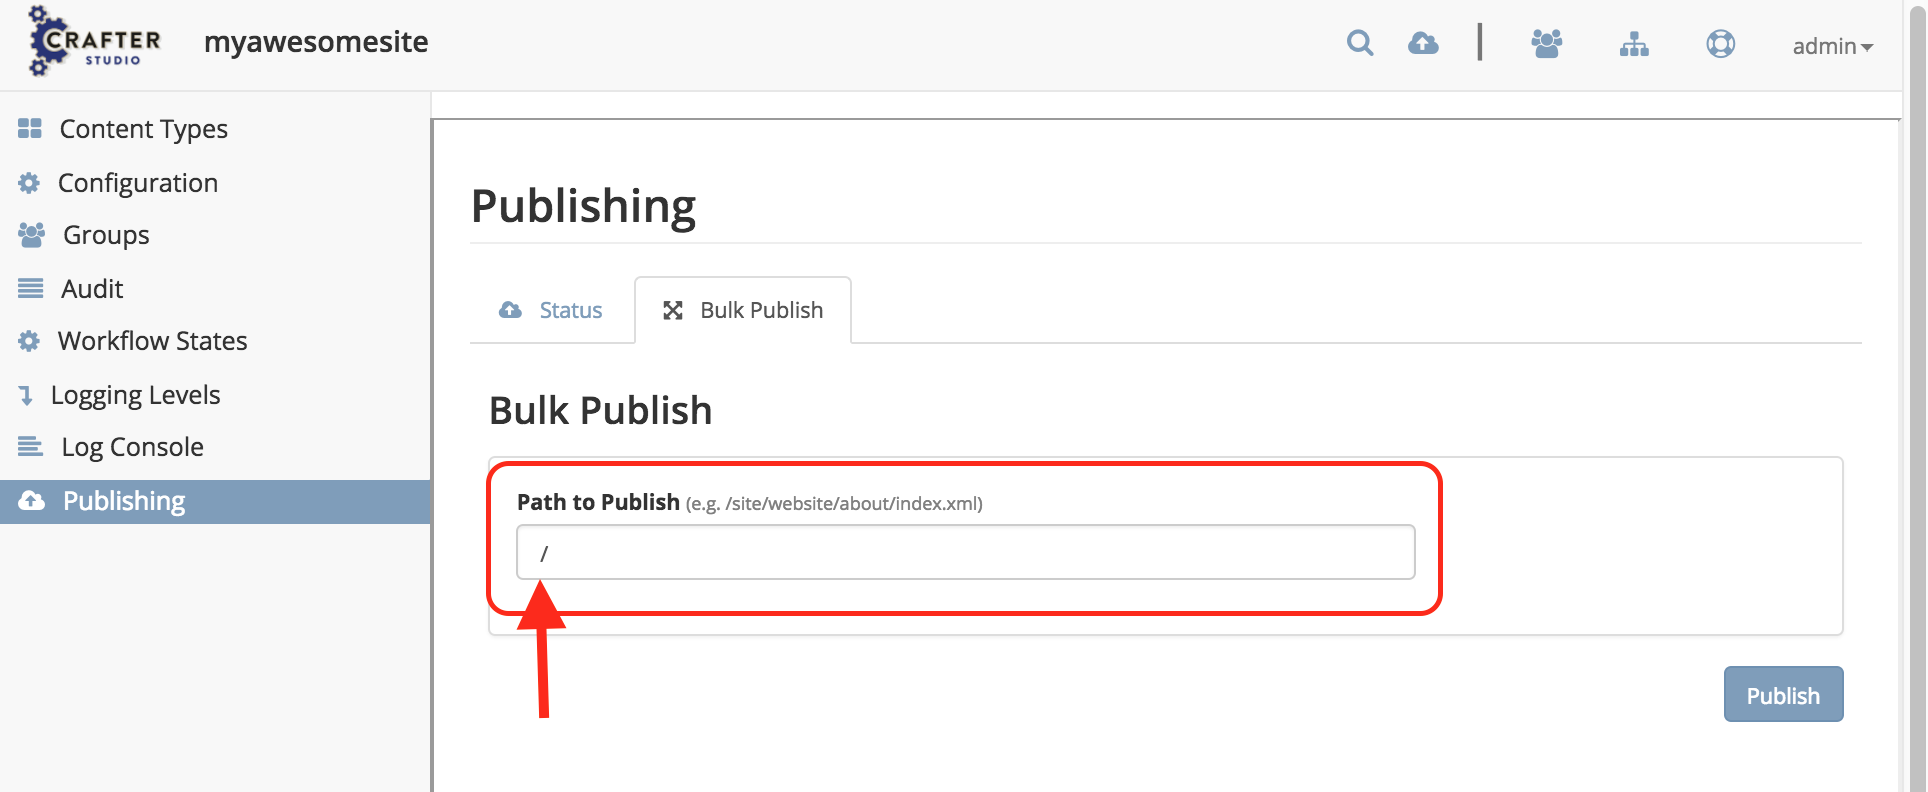 CRAFTER
STUDIO
myawesomesite
admin
Content Types
Configuration
Groups
Audit
Workflow States
Logging Levels
Log Console
Publishing
Publishing
Status
Bulk Publish
Bulk Publish
Path to Publish (e.g. /site/website/about/index.xml)
/
Publish